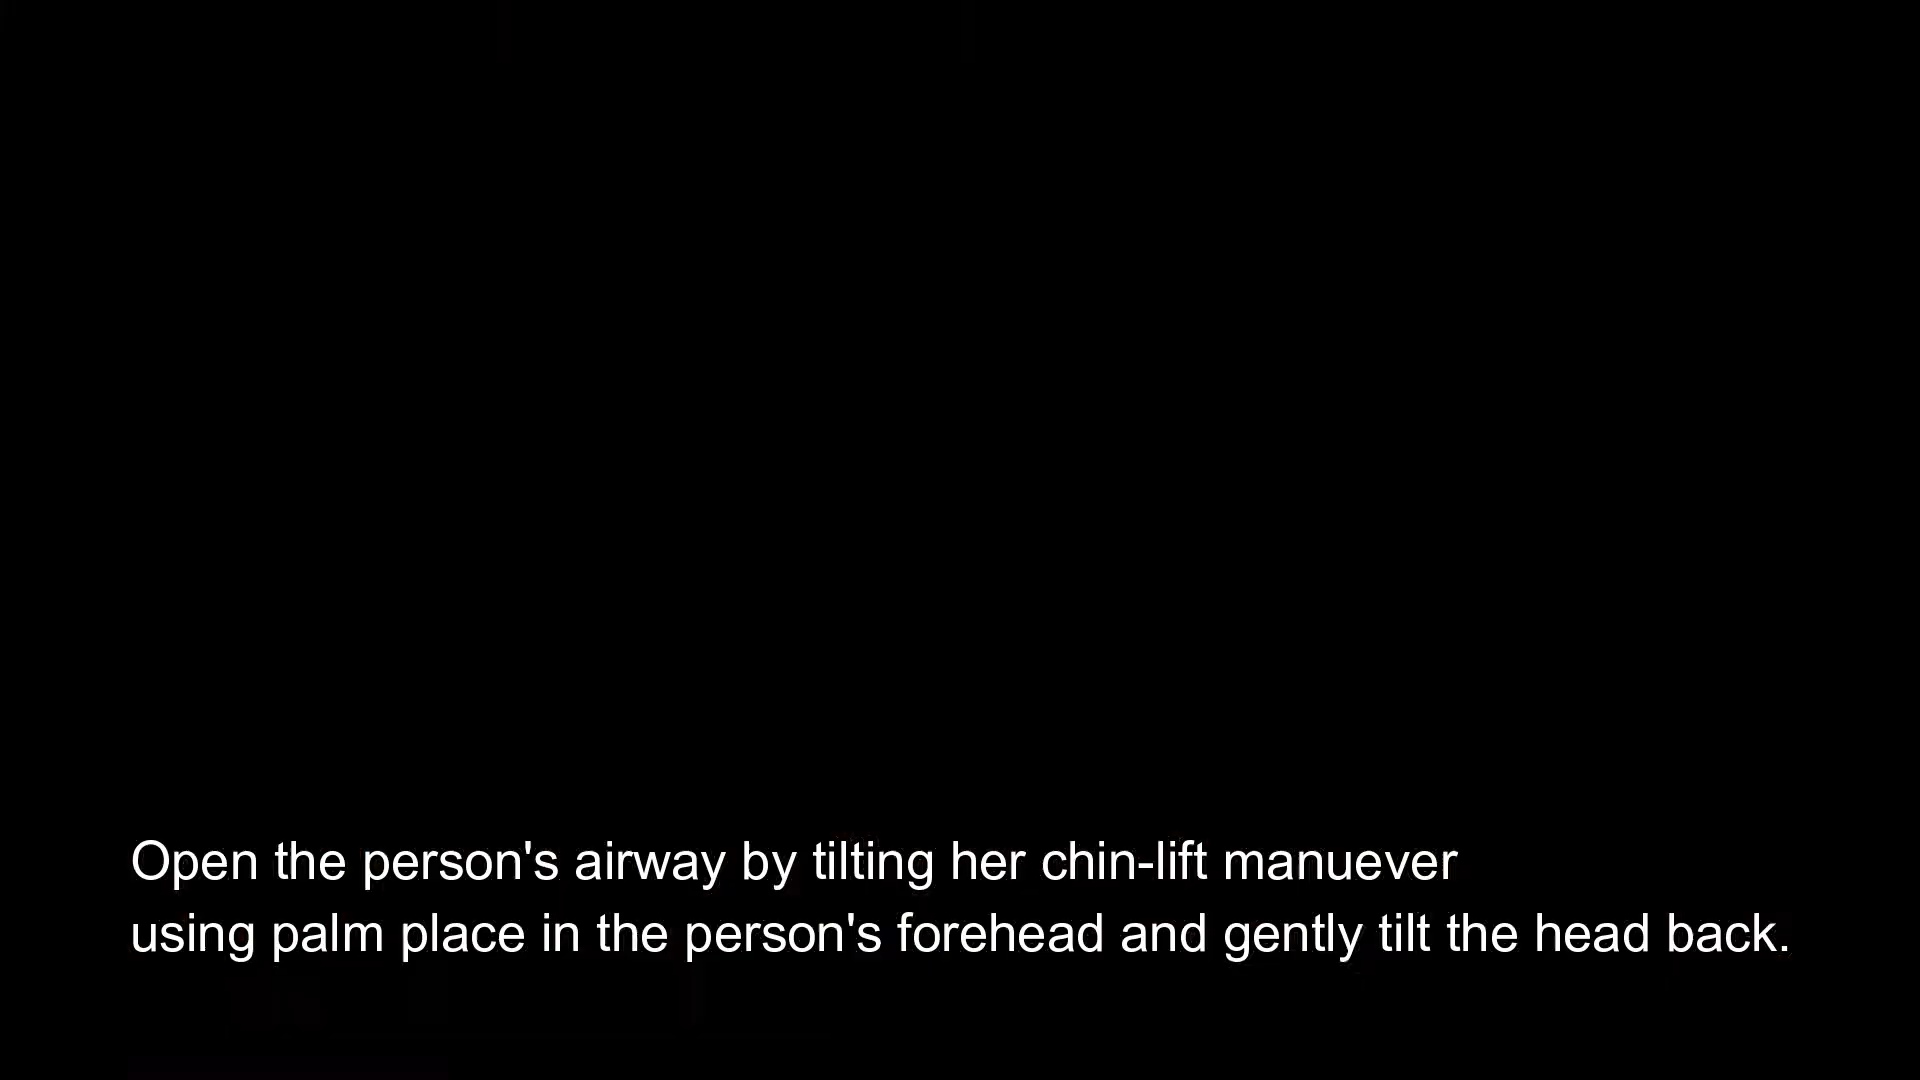 Open the person's airway by tilting her chin-lift manuever
using palm place in the person's forehead and gently tilt the head back.